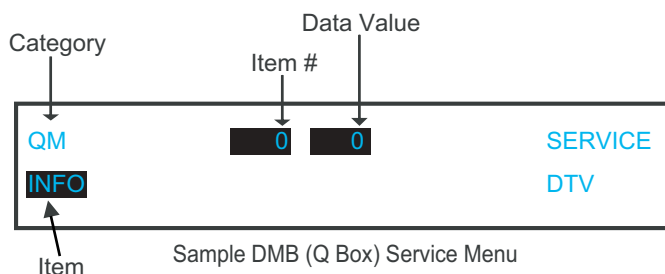 Data Value
Category
Item #
QM 0 0 SERVICE
INFO DTV
Item
Sample DMB (Q Box) Service Menu